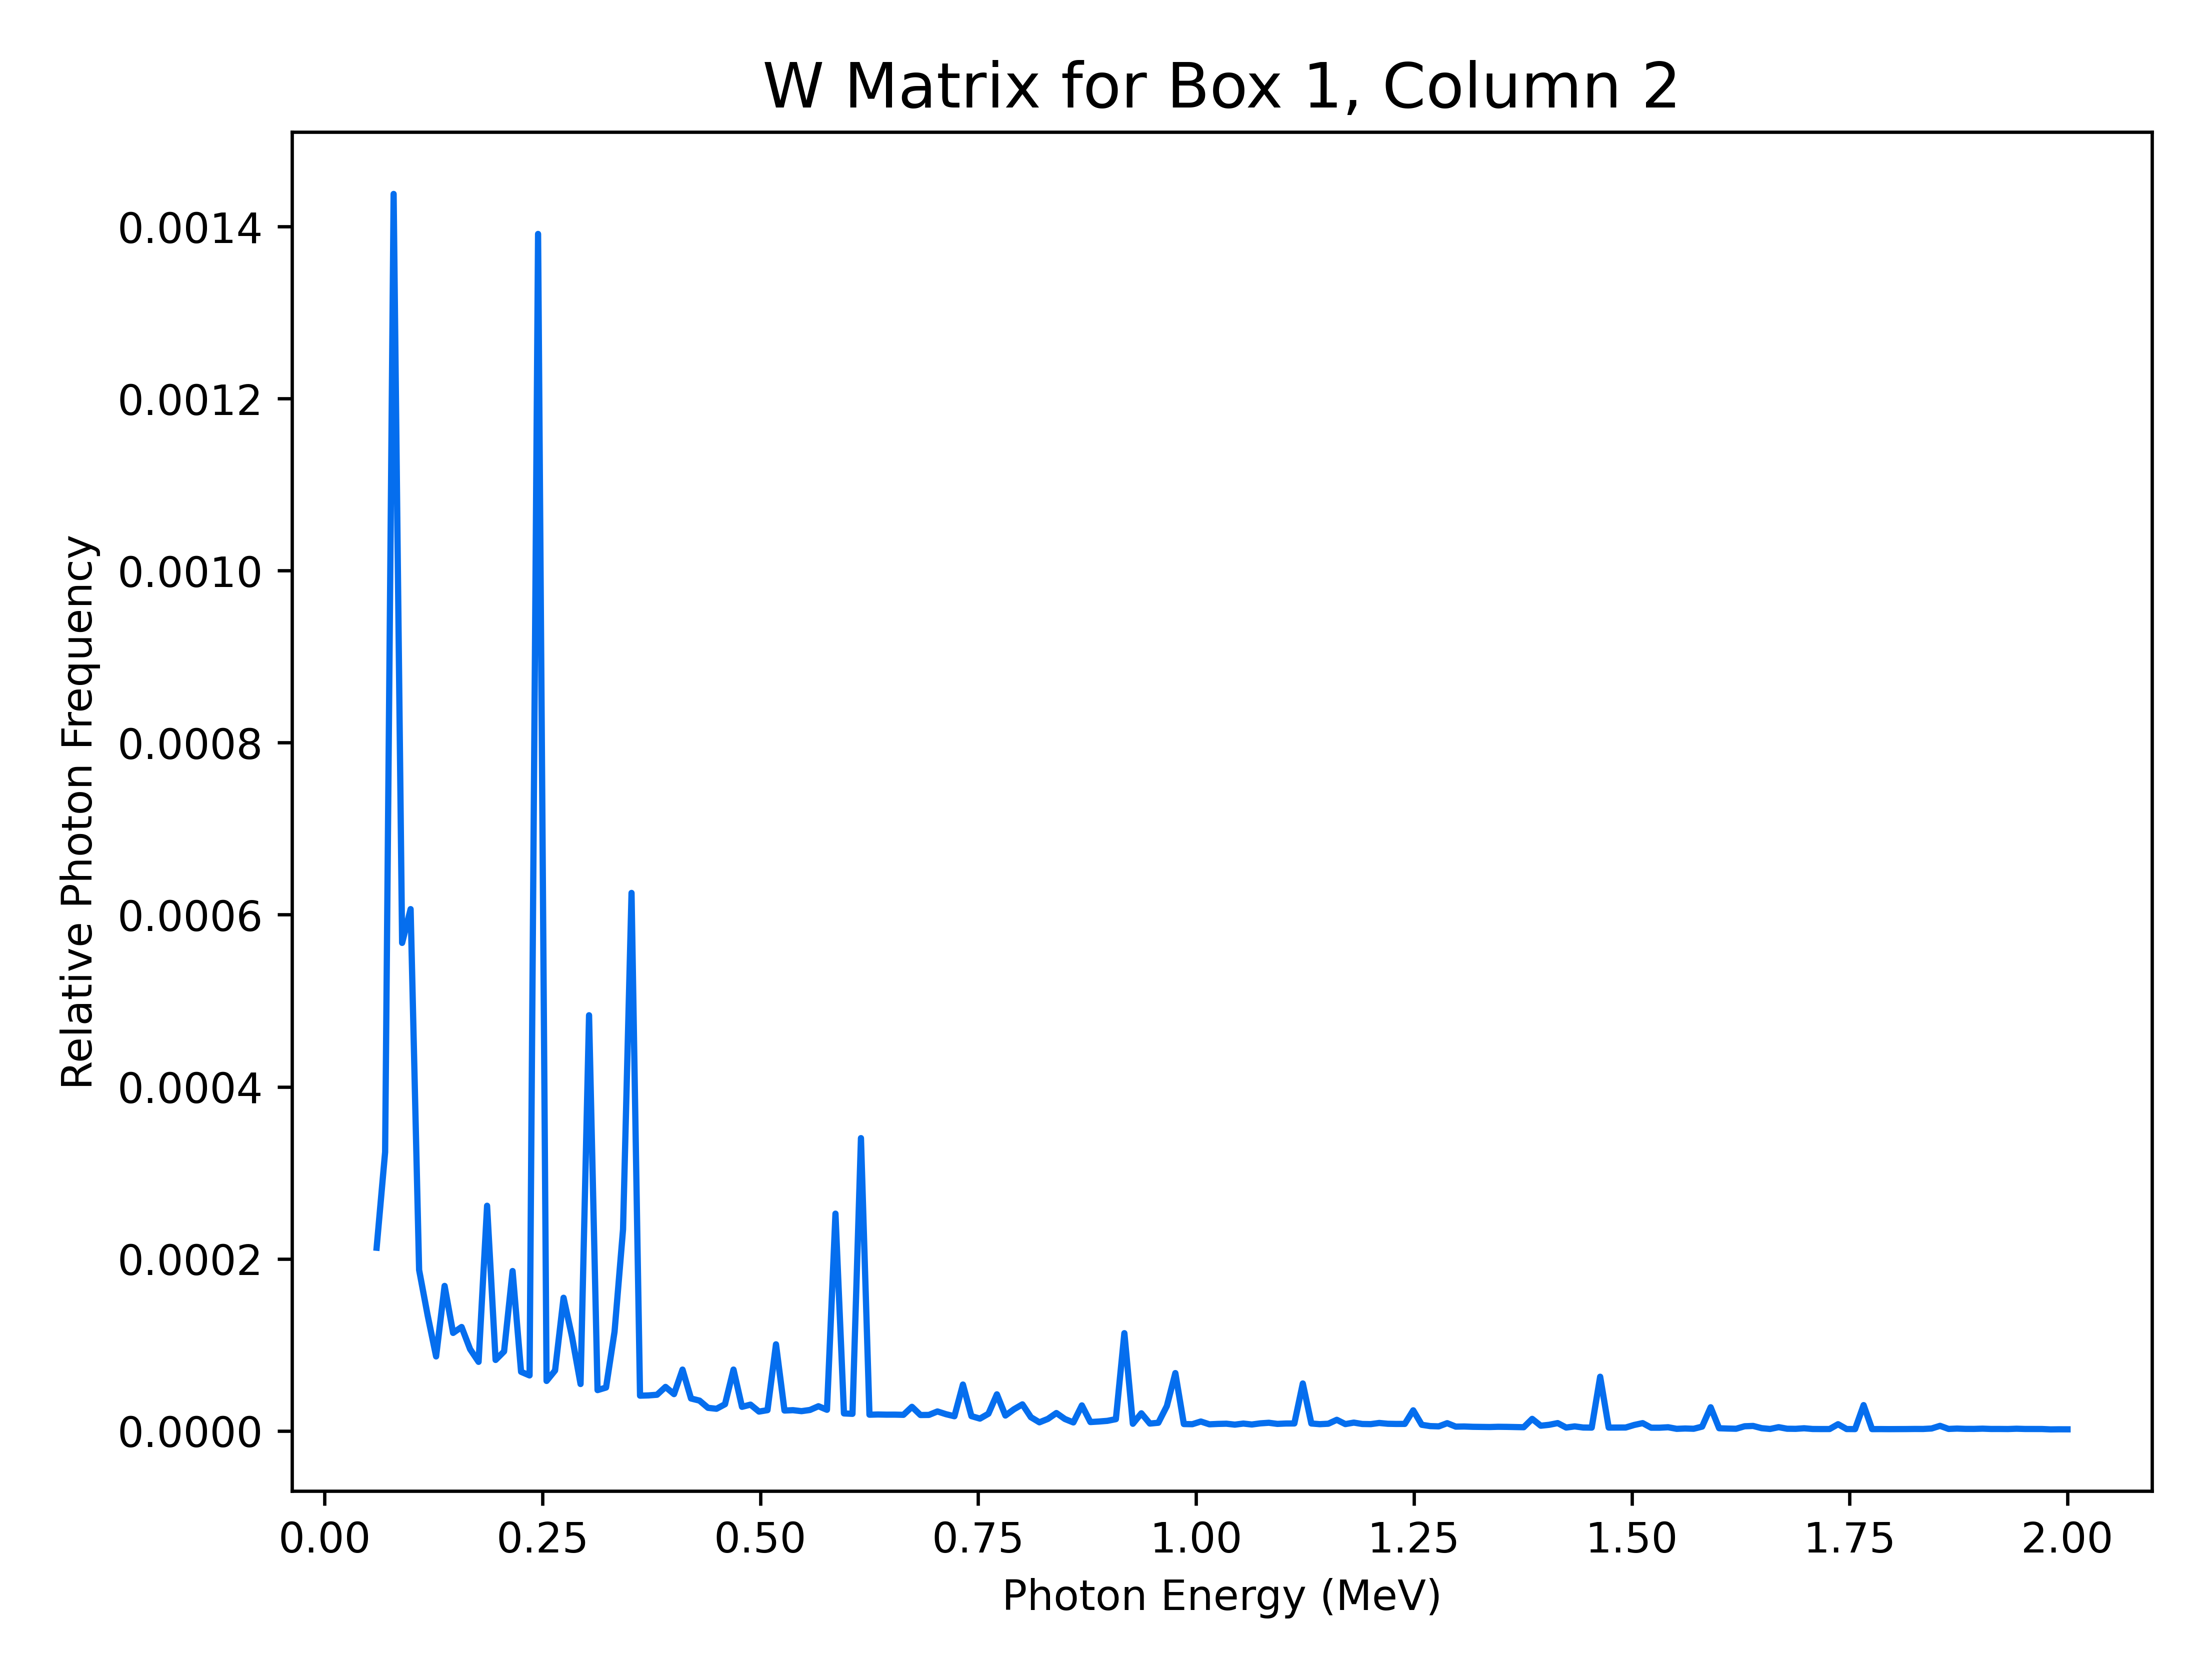 W Matrix for Box 1, Column 2
Relative Photon Frequency
0.0014
0.0012
0.0010
0.0008
0.0006
0.0004
0.0002
0.0000
0.00 0.25 0.50 0.75 1.00 1.25 1.50 1.75 2.00
Photon Energy (MeV)